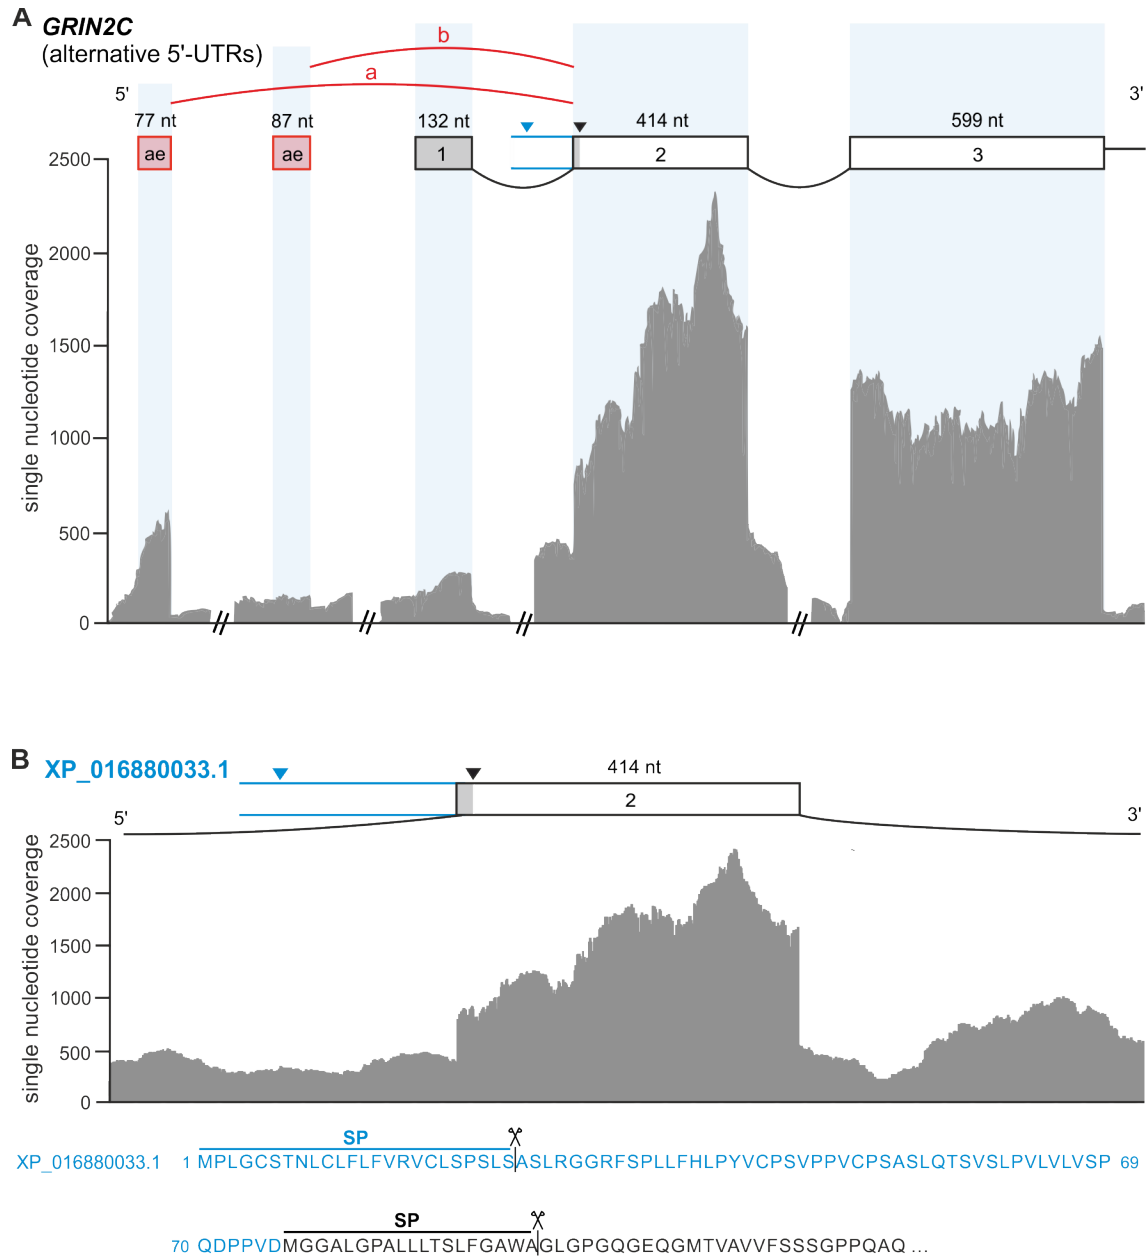 A
GRIN2C
(alternative 5'-UTRs)
b
a
5'
3'
77 nt
87 nt
132 nt
414 nt
599 nt
ae
ae
1
2
3
2500
2000
1500
1000
500
0
single nucleotide coverage
B
XP_016880033.1
414 nt
2
5'
3'
2500
2000
1500
1000
500
0
single nucleotide coverage
SP
XP_016880033.1 1 MPLGCSTNLCLFLFVRVCLSPSLSASLRGGRFSPLLFHLPYVCPSVPPVCPSASLQTSVSLPVLVLVSP 69
SP
70 QDPPVDMGGALGPALLLTSLFGAWAGLGPGQGEQGMTVAVVFSSSGPPQAQ ...